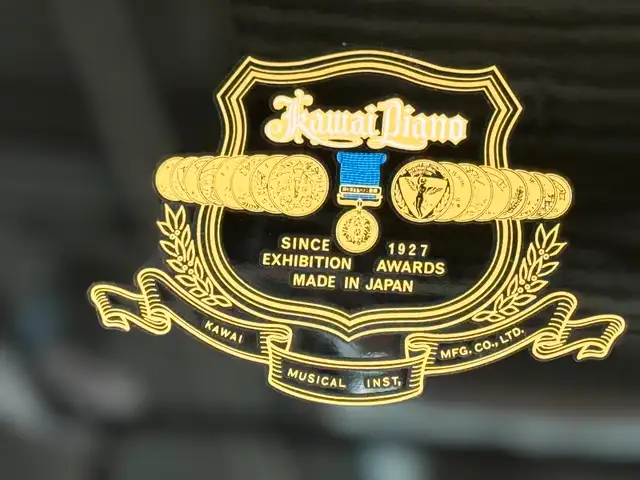 Kawai Piano
SINCE 1927
EXHIBITION AWARDS
MADE IN JAPAN
KAWAI MUSICAL INST, MFG. CO., LTD.